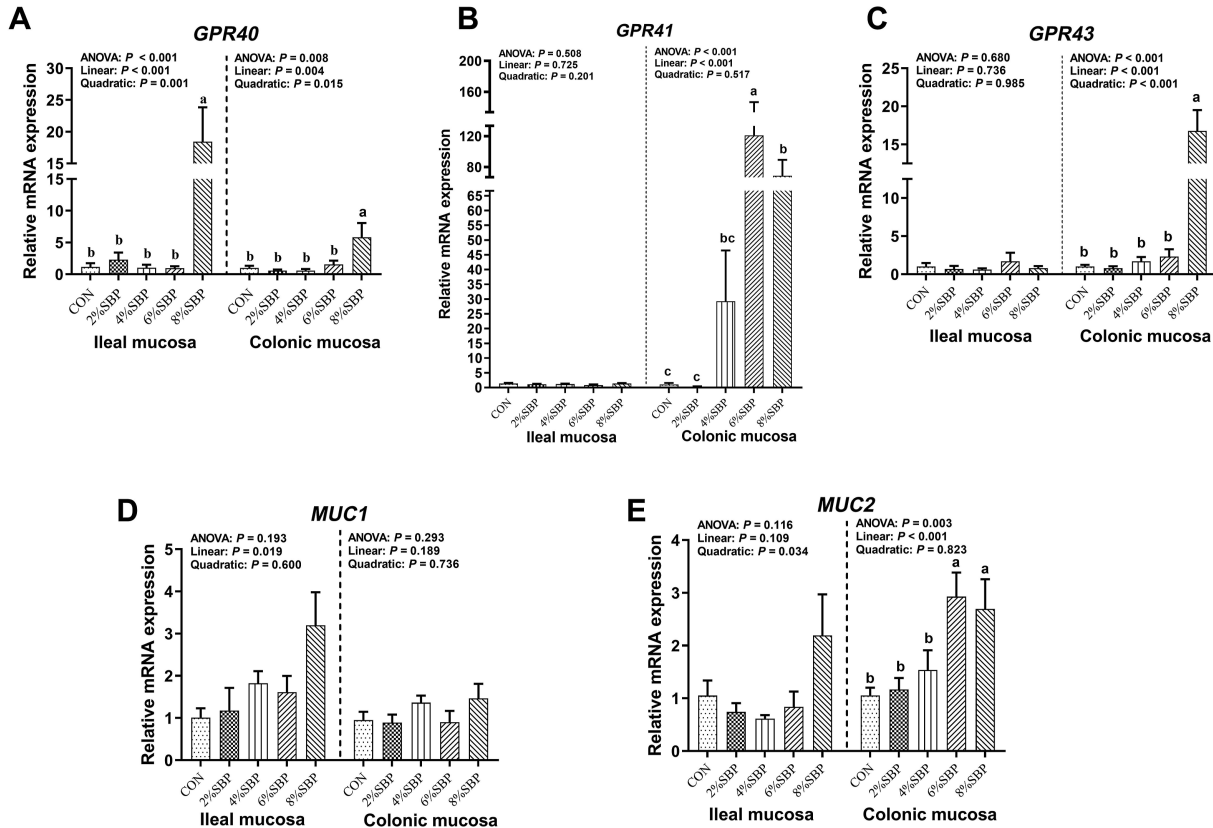 A
GPR40
ANOVA: P < 0.001
Linear: P < 0.001
Quadratic: P = 0.001
ANOVA: P = 0.008
Linear: P = 0.004
Quadratic: P = 0.015
Relative mRNA expression
30
25
20
15
10
5
0
b
b
b
b
a
b
b
b
b
a
CON
2%SBP
4%SBP
6%SBP
8%SBP
CON
2%SBP
4%SBP
6%SBP
8%SBP
Ileal mucosa
Colonic mucosa
B
GPR41
ANOVA: P = 0.508
Linear: P = 0.725
Quadratic: P = 0.201
ANOVA: P < 0.001
Linear: P < 0.001
Quadratic: P = 0.517
Relative mRNA expression
200
160
120
80
65
60
55
50
45
40
35
30
25
20
15
10
5
0
c
c
bc
a
b
CON
2%SBP
4%SBP
6%SBP
8%SBP
CON
2%SBP
4%SBP
6%SBP
8%SBP
Ileal mucosa
Colonic mucosa
C
GPR43
ANOVA: P = 0.680
Linear: P = 0.736
Quadratic: P = 0.985
ANOVA: P < 0.001
Linear: P < 0.001
Quadratic: P < 0.001
Relative mRNA expression
25
20
15
10
5
0
b
b
b
b
a
CON
2%SBP
4%SBP
6%SBP
8%SBP
CON
2%SBP
4%SBP
6%SBP
8%SBP
Ileal mucosa
Colonic mucosa
D
MUC1
ANOVA: P = 0.193
Linear: P = 0.019
Quadratic: P = 0.600
ANOVA: P = 0.293
Linear: P = 0.189
Quadratic: P = 0.736
Relative mRNA expression
5
4
3
2
1
0
CON
2%SBP
4%SBP
6%SBP
8%SBP
CON
2%SBP
4%SBP
6%SBP
8%SBP
Ileal mucosa
Colonic mucosa
E
MUC2
ANOVA: P = 0.116
Linear: P = 0.109
Quadratic: P = 0.034
ANOVA: P = 0.003
Linear: P < 0.001
Quadratic: P = 0.823
Relative mRNA expression
4
3
2
1
0
b
b
b
a
a
CON
2%SBP
4%SBP
6%SBP
8%SBP
CON
2%SBP
4%SBP
6%SBP
8%SBP
Ileal mucosa
Colonic mucosa